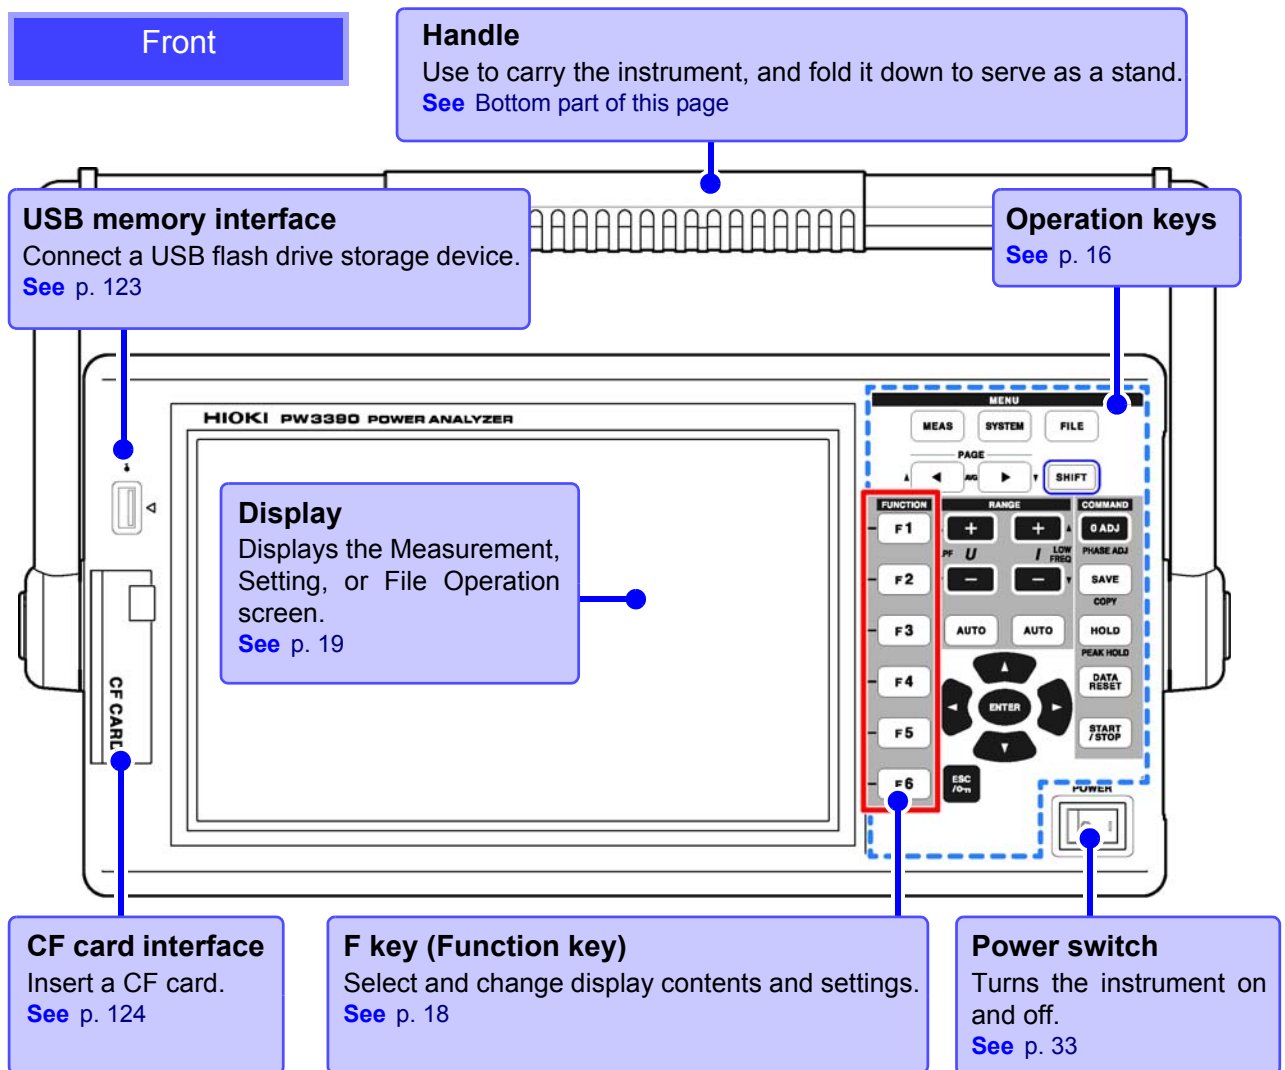 Front
Handle
Use to carry the instrument, and fold it down to serve as a stand.
See Bottom part of this page
USB memory interface
Connect a USB flash drive storage device.
See p. 123
Operation keys
See p. 16
HIOKI PW3390 POWER ANALYZER
MENU
MEAS SYSTEM FILE
PAGE
AVG
SHIFT
FUNCTION RANGE COMMAND
F1 + + 0 ADJ
PF U I LOW FREQ PHASE ADJ
F2 − − SAVE
COPY
F3 AUTO AUTO HOLD
PEAK HOLD
F4 DATA RESET
ENTER
F5 START /STOP
F6 ESC
POWER
Display
Displays the Measurement,
Setting, or File Operation
screen.
See p. 19
CF CARD
CF card interface
Insert a CF card.
See p. 124
F key (Function key)
Select and change display contents and settings.
See p. 18
Power switch
Turns the instrument on
and off.
See p. 33